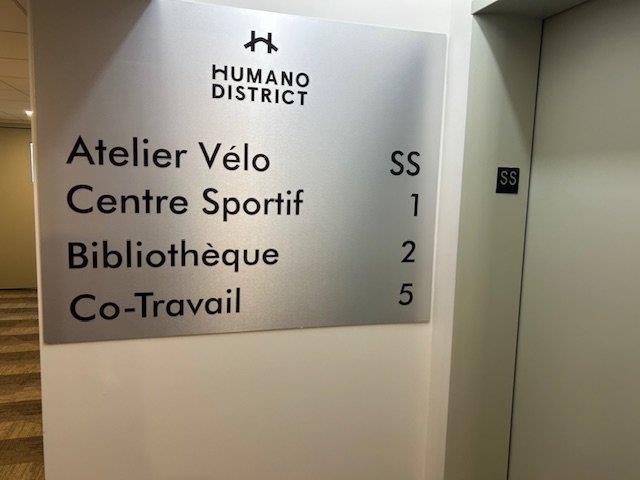 HUMANO
DISTRICT
Atelier Vélo SS
Centre Sportif 1
Bibliothèque 2
Co-Travail 5
SS